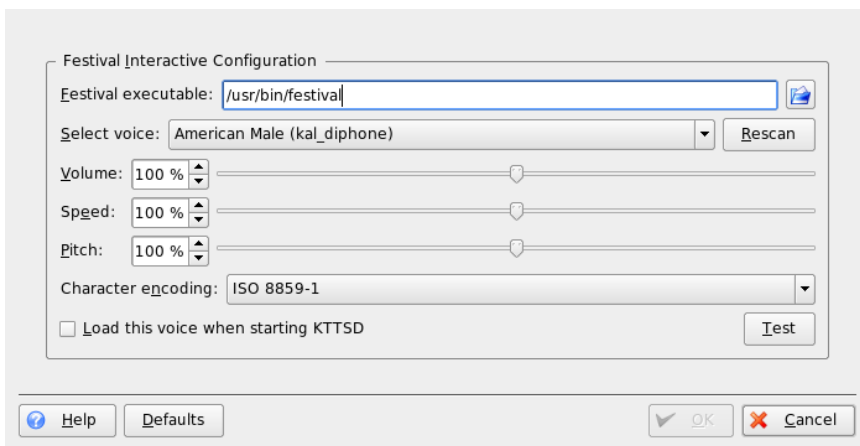 Festival Interactive Configuration
Festival executable: /usr/bin/festival
Select voice: American Male (kal_diphone) Rescan
Volume: 100 %
Speed: 100 %
Pitch: 100 %
Character encoding: ISO 8859-1
Load this voice when starting KTTSD Test
Help Defaults OK Cancel